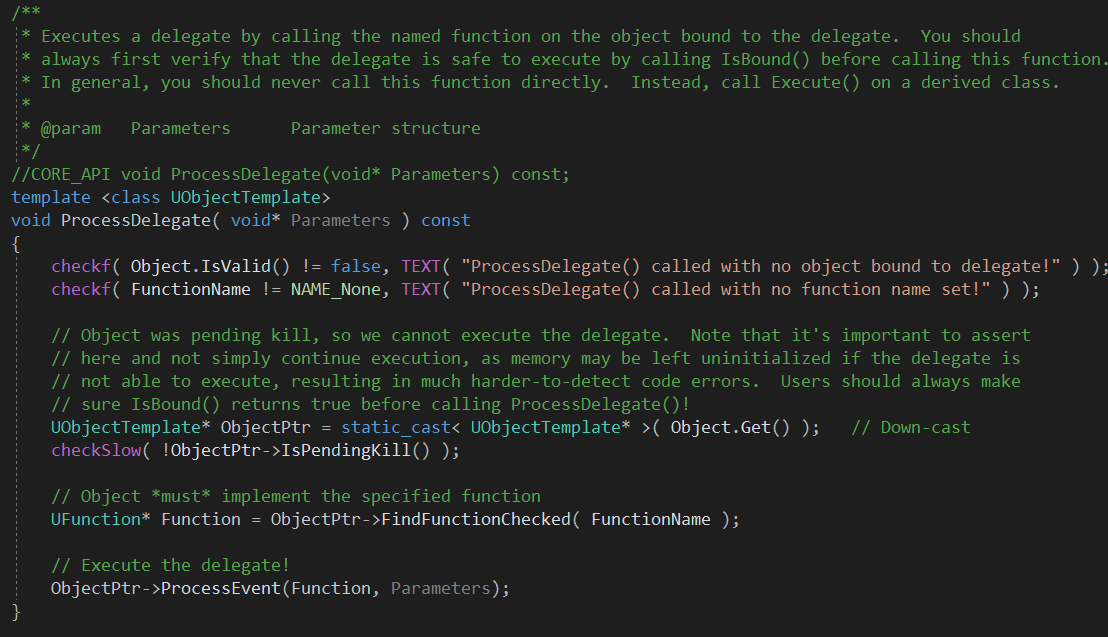 /**
* Executes a delegate by calling the named function on the object bound to the delegate.  You should
* always first verify that the delegate is safe to execute by calling IsBound() before calling this function.
* In general, you should never call this function directly.  Instead, call Execute() on a derived class.
*
* @param   Parameters      Parameter structure
*/
//CORE_API void ProcessDelegate(void* Parameters) const;
template <class UObjectTemplate>
void ProcessDelegate( void* Parameters ) const
{
    checkf( Object.IsValid() != false, TEXT( "ProcessDelegate() called with no object bound to delegate!" ) );
    checkf( FunctionName != NAME_None, TEXT( "ProcessDelegate() called with no function name set!" ) );

    // Object was pending kill, so we cannot execute the delegate.  Note that it's important to assert
    // here and not simply continue execution, as memory may be left uninitialized if the delegate is
    // not able to execute, resulting in much harder-to-detect code errors.  Users should always make
    // sure IsBound() returns true before calling ProcessDelegate()!
    UObjectTemplate* ObjectPtr = static_cast< UObjectTemplate* >( Object.Get() );   // Down-cast
    checkSlow( !ObjectPtr->IsPendingKill() );

    // Object *must* implement the specified function
    UFunction* Function = ObjectPtr->FindFunctionChecked( FunctionName );

    // Execute the delegate!
    ObjectPtr->ProcessEvent(Function, Parameters);
}